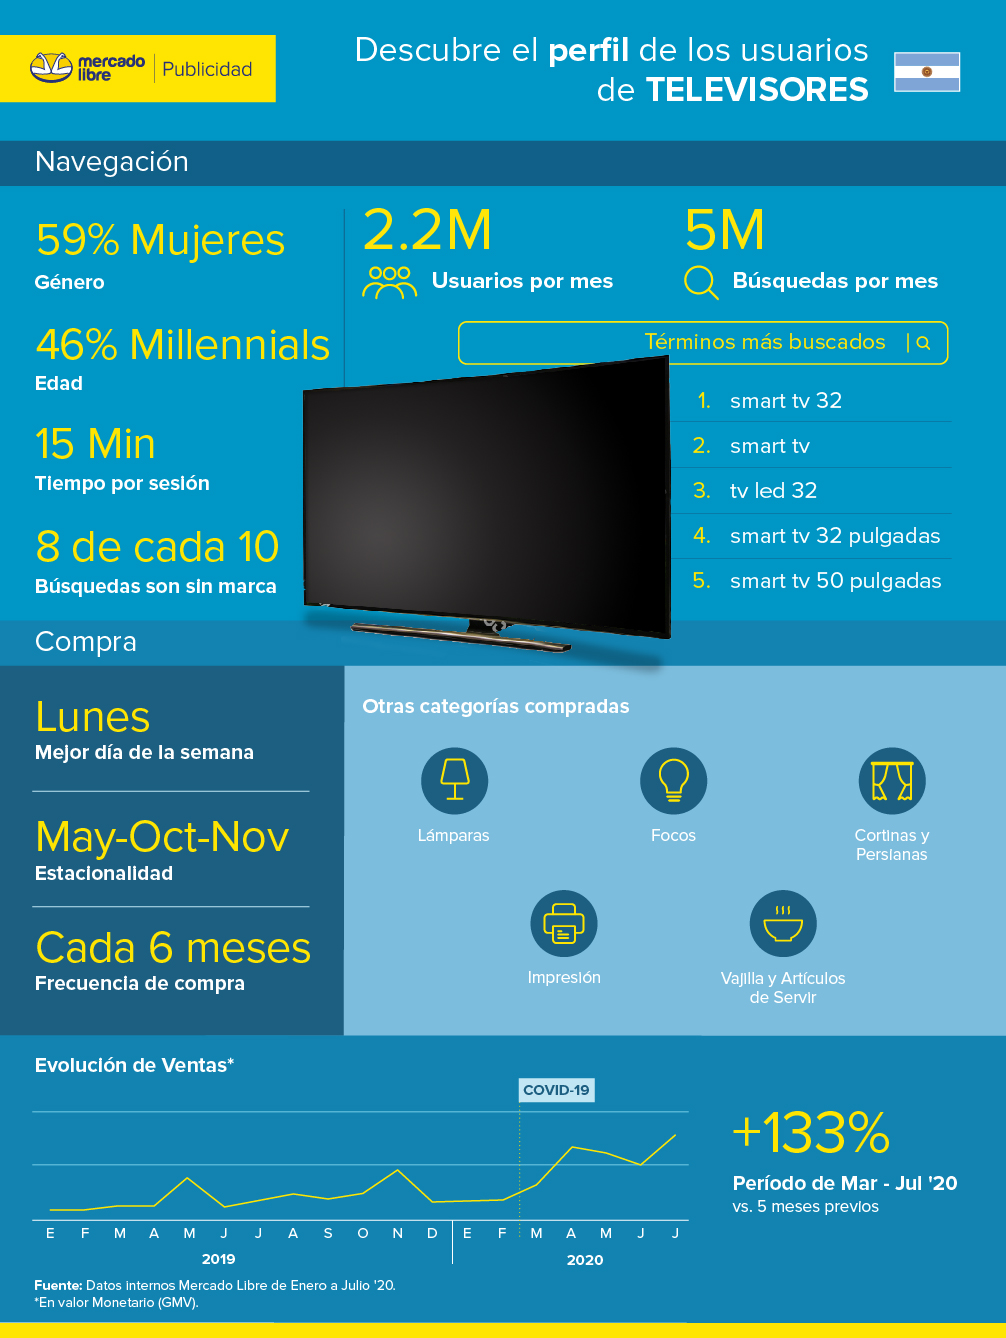 mercado
libre
Publicidad
Descubre el perfil de los usuarios
de TELEVISORES
Navegación
59% Mujeres
Género
46% Millennials
Edad
15 Min
Tiempo por sesión
8 de cada 10
Búsquedas son sin marca
2.2M
Usuarios por mes
5M
Búsquedas por mes
Términos más buscados
1. smart tv 32
2. smart tv
3. tv led 32
4. smart tv 32 pulgadas
5. smart tv 50 pulgadas
Compra
Lunes
Mejor día de la semana
May-Oct-Nov
Estacionalidad
Cada 6 meses
Frecuencia de compra
Otras categorías compradas
Lámparas
Focos
Cortinas y
Persianas
Impresión
Vajilla y Artículos
de Servir
Evolución de Ventas*
COVID-19
E F M A M J J A S O N D E F M A M J J
2019
2020
+133%
Período de Mar - Jul '20
vs. 5 meses previos
Fuente: Datos internos Mercado Libre de Enero a Julio '20.
*En valor Monetario (GMV).